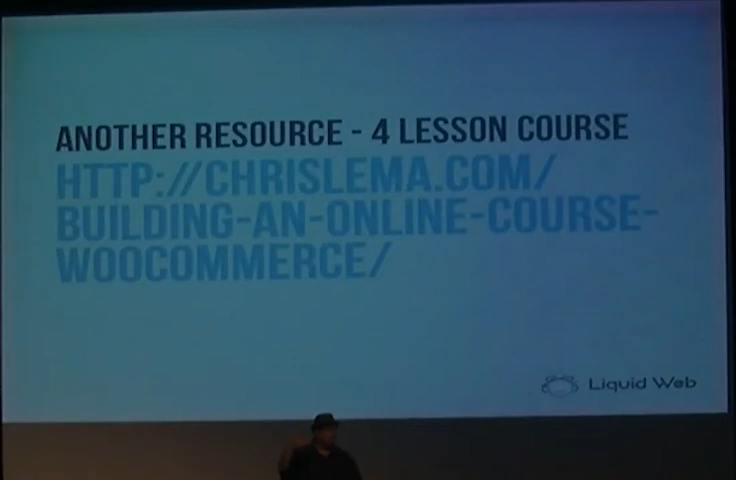 ANOTHER RESOURCE - 4 LESSON COURSE
HTTP://CHRISLEMA.COM/
BUILDING-AN-ONLINE-COURSE-
WOOCOMMERCE/
Liquid Web